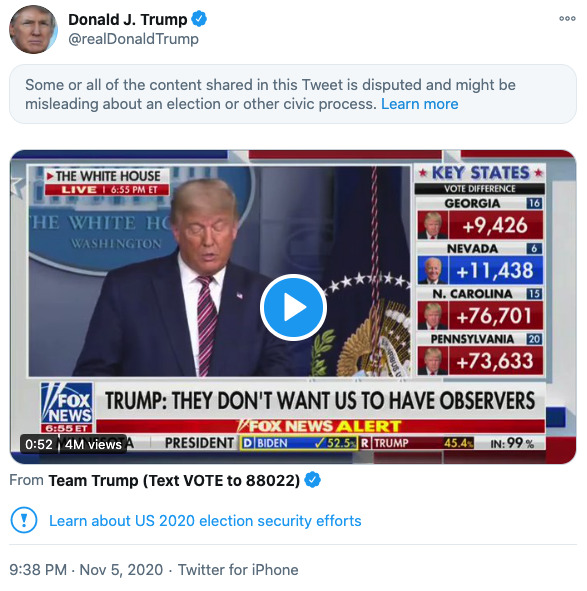 Donald J. Trump
@realDonaldTrump
Some or all of the content shared in this Tweet is disputed and might be
misleading about an election or other civic process. Learn more
THE WHITE HOUSE
LIVE | 6:55 PM ET
HE WHITE HO
WASHINGTON
KEY STATES
VOTE DIFFERENCE
GEORGIA 16
+9,426
NEVADA 6
+11,438
N. CAROLINA 15
+76,701
PENNSYLVANIA 20
+73,633
FOX
NEWS
6:55 ET
TRUMP: THEY DON'T WANT US TO HAVE OBSERVERS
FOX NEWS ALERT
0:52 4M views
PRESIDENT D BIDEN ✓52.5% R TRUMP 45.4% IN: 99%
From Team Trump (Text VOTE to 88022)
Learn about US 2020 election security efforts
9:38 PM · Nov 5, 2020 · Twitter for iPhone